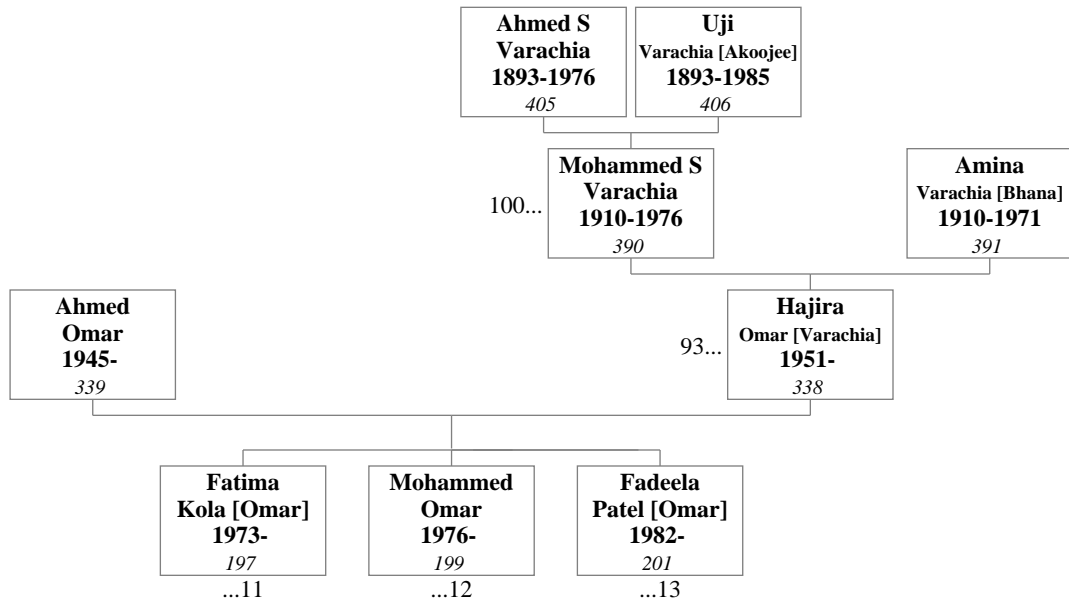 Ahmed S
Varachia
1893-1976
405
Uji
Varachia [Akoojee]
1893-1985
406
100...
Mohammed S
Varachia
1910-1976
390
Amina
Varachia [Bhana]
1910-1971
391
Ahmed
Omar
1945-
339
93...
Hajira
Omar [Varachia]
1951-
338
Fatima
Kola [Omar]
1973-
197
...11
Mohammed
Omar
1976-
199
...12
Fadeela
Patel [Omar]
1982-
201
...13